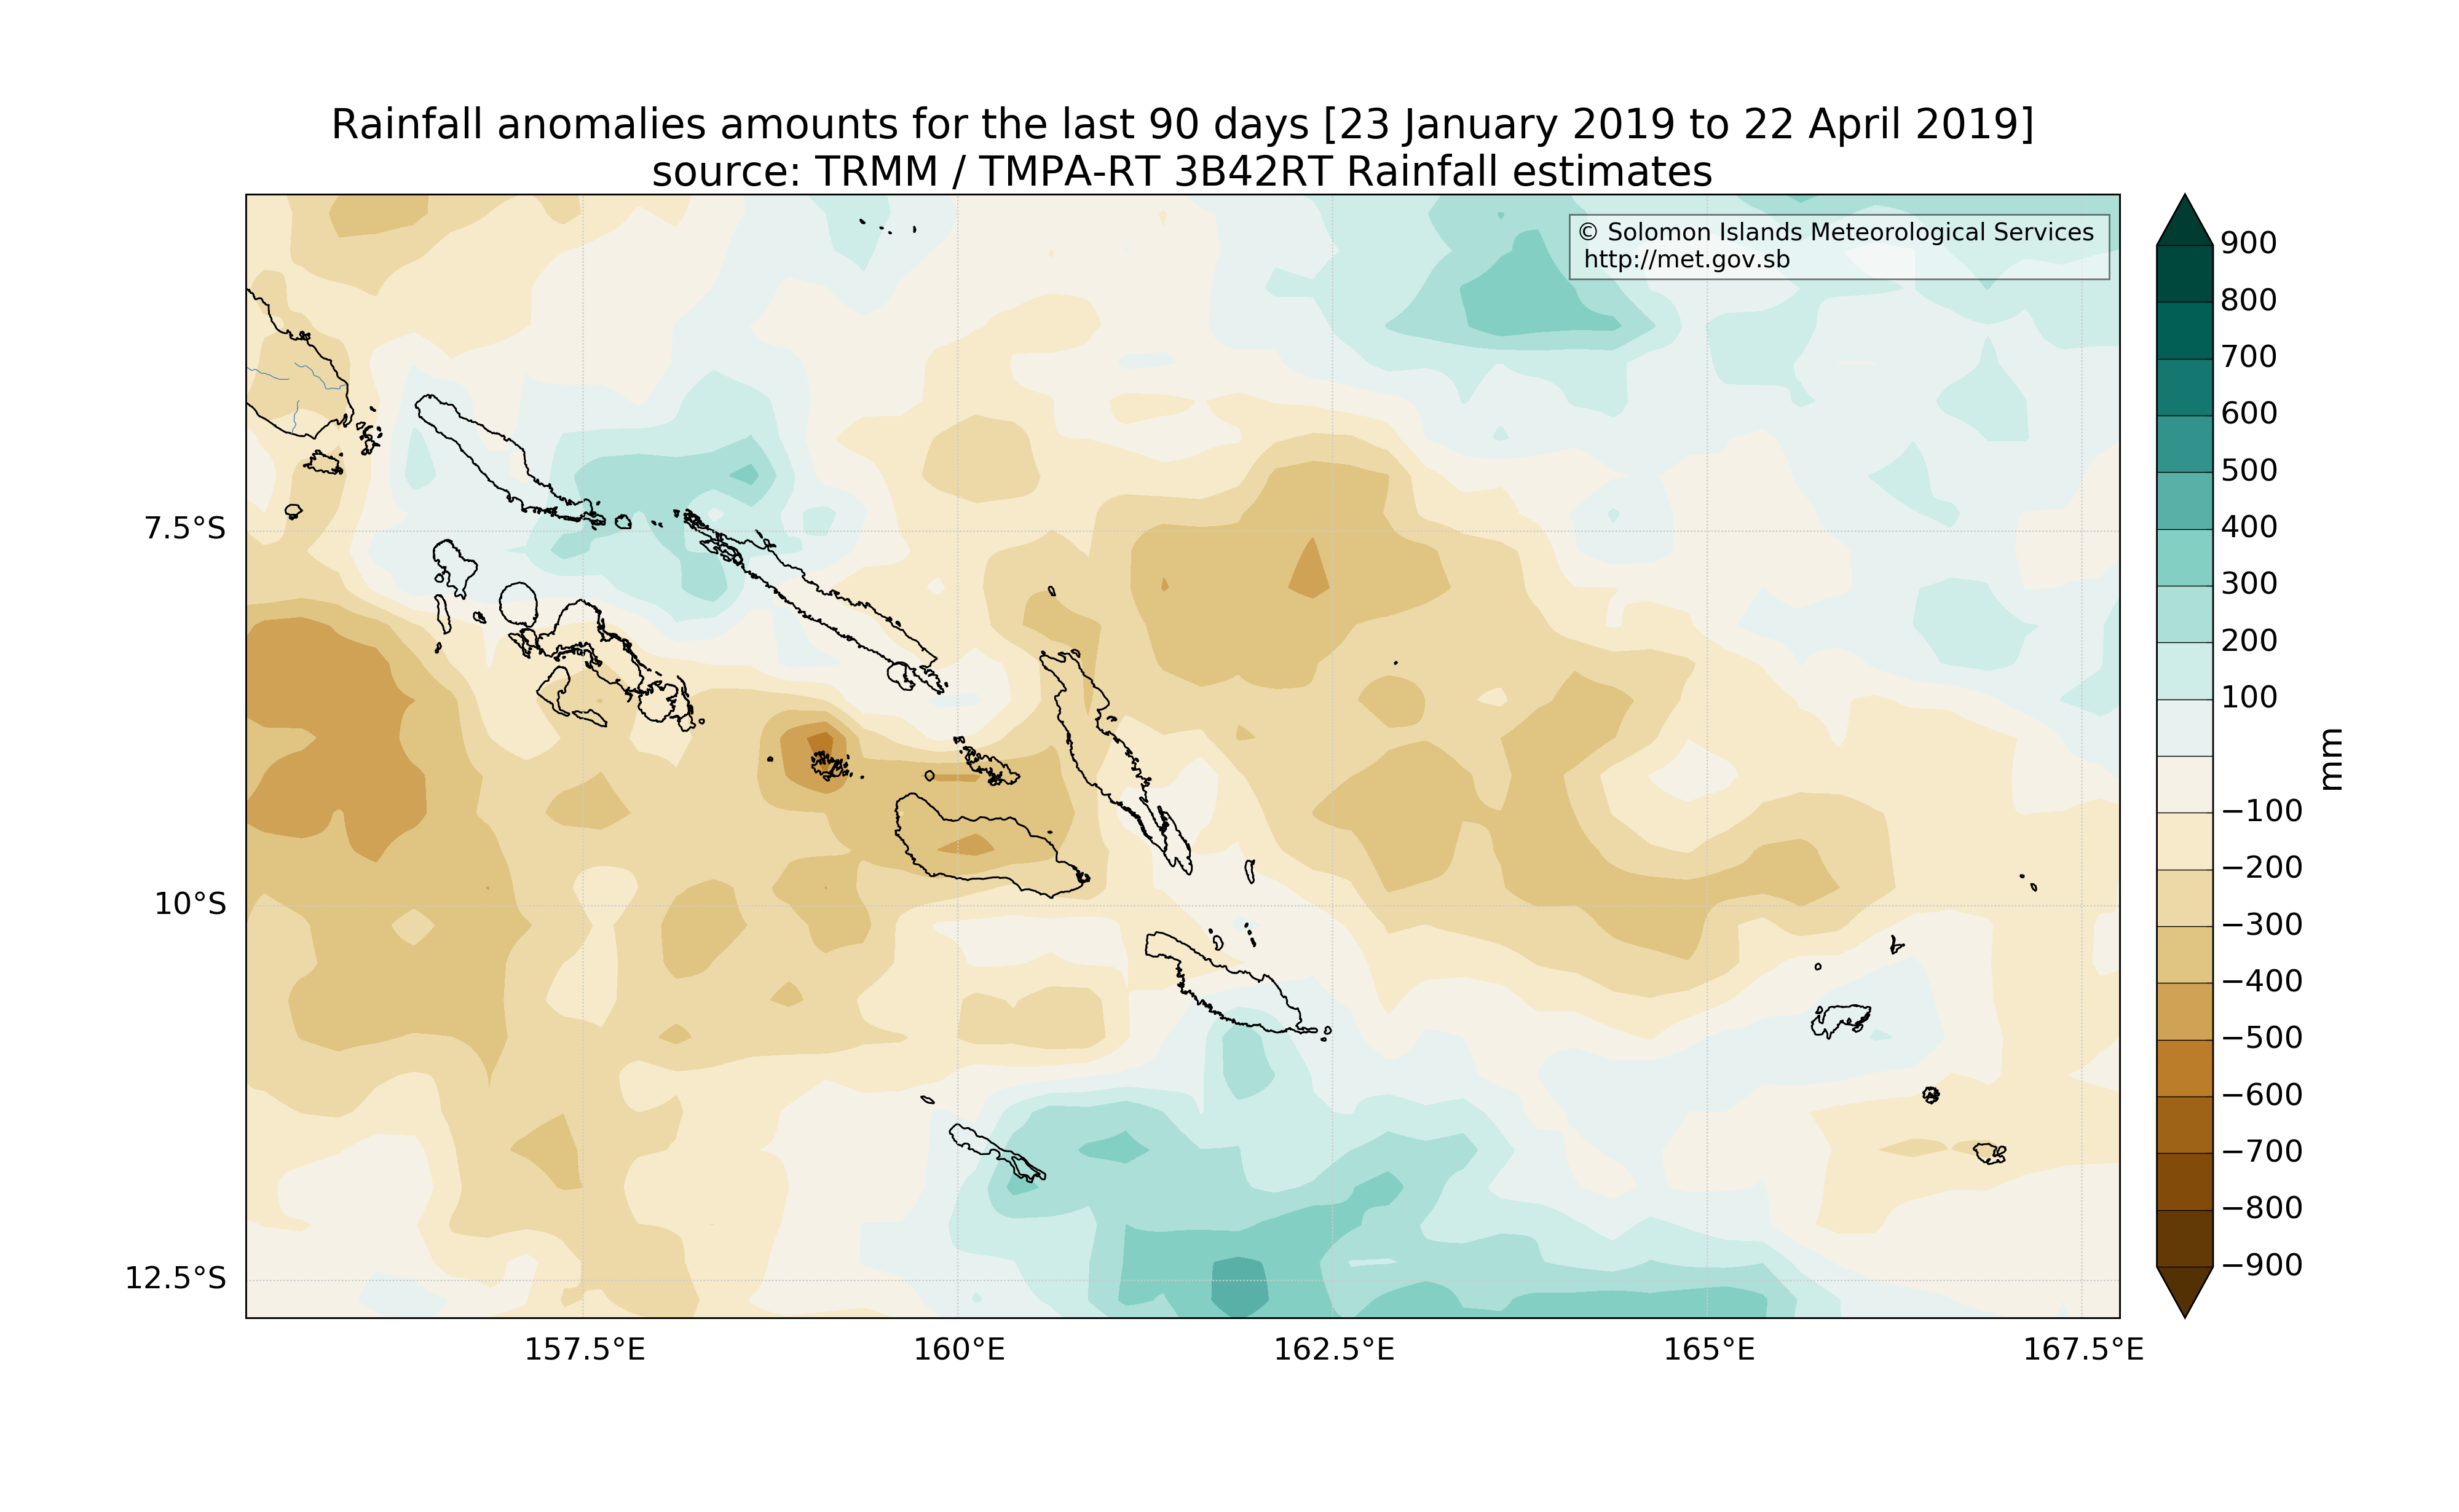 Rainfall anomalies amounts for the last 90 days [23 January 2019 to 22 April 2019]
source: TRMM / TMPA-RT 3B42RT Rainfall estimates
© Solomon Islands Meteorological Services
http://met.gov.sb
7.5°S
10°S
12.5°S
157.5°E
160°E
162.5°E
165°E
167.5°E
900
800
700
600
500
400
300
200
100
−100
−200
−300
−400
−500
−600
−700
−800
−900
mm